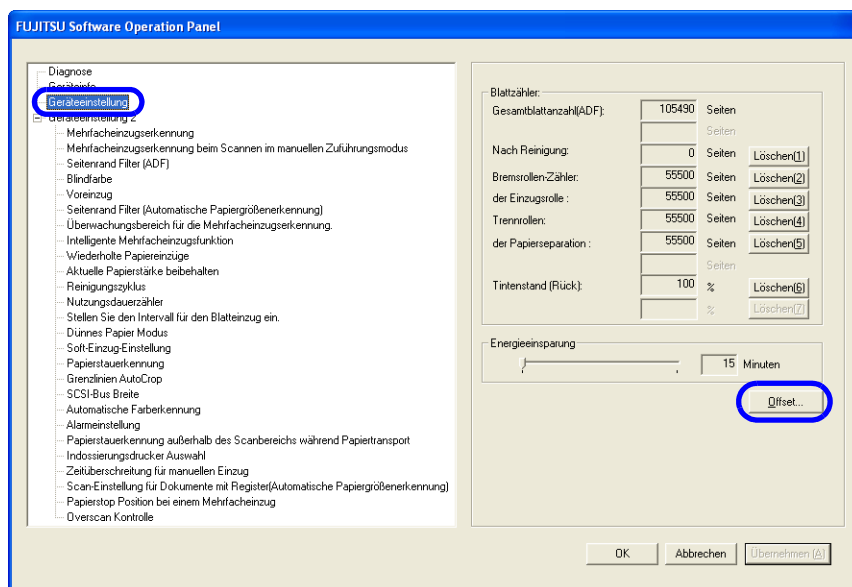 FUJITSU Software Operation Panel
Diagnose
Geräteinfo
Geräteeinstellung
Geräteeinstellung 2
Mehrfacheinzugserkennung
Mehrfacheinzugserkennung beim Scannen im manuellen Zuführungsmodus
Seitenrand Filter (ADF)
Blindfarbe
Voreinzug
Seitenrand Filter (Automatische Papiergrößenerkennung)
Überwachungsbereich für die Mehrfacheinzugserkennung.
Intelligente Mehrfacheinzugsfunktion
Wiederholte Papiereinzüge
Aktuelle Papierstärke beibehalten
Reinigungszyklus
Nutzungsdauerzähler
Stellen Sie den Intervall für den Blatteinzug ein.
Dünnes Papier Modus
Soft-Einzug-Einstellung
Papierstauerkennung
Grenzlinien AutoCrop
SCSI-Bus Breite
Automatische Farberkennung
Alarmeinstellung
Papierstauerkennung außerhalb des Scanbereichs während Papiertransport
Indossierungsdrucker Auswahl
Zeitüberschreitung für manuellen Einzug
Scan-Einstellung für Dokumente mit Register(Automatische Papiergrößenerkennung)
Papierstop Position bei einem Mehrfacheinzug
Overscan Kontrolle
Blattzähler:
Gesamtblattanzahl(ADF): 105490 Seiten
Seiten
Nach Reinigung: 0 Seiten Löschen(1)
Bremsrollen-Zähler: 55500 Seiten Löschen(2)
der Einzugsrolle : 55500 Seiten Löschen(3)
Trennrollen: 55500 Seiten Löschen(4)
der Papierseparation : 55500 Seiten Löschen(5)
Seiten
Tintenstand (Rück): 100 % Löschen(6)
% Löschen(7)
Energieeinsparung
15 Minuten
Offset...
OK Abbrechen Übernehmen (A)